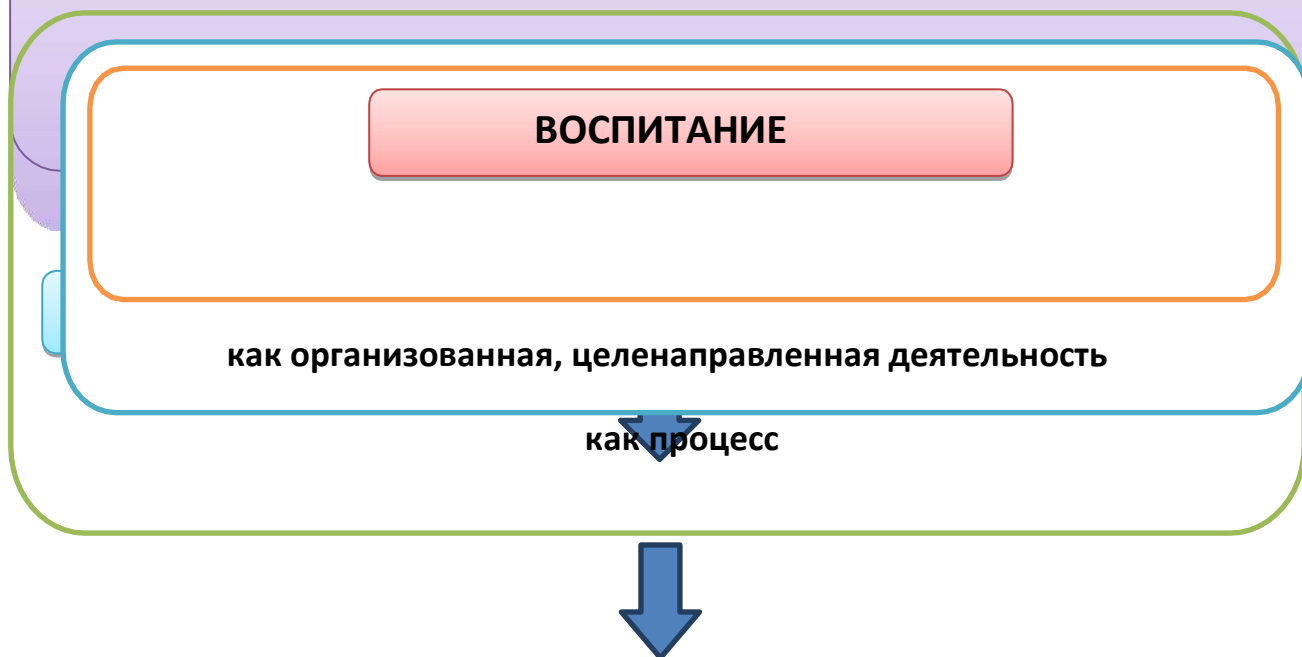 ВОСПИТАНИЕ
как организованная, целенаправленная деятельность
как процесс